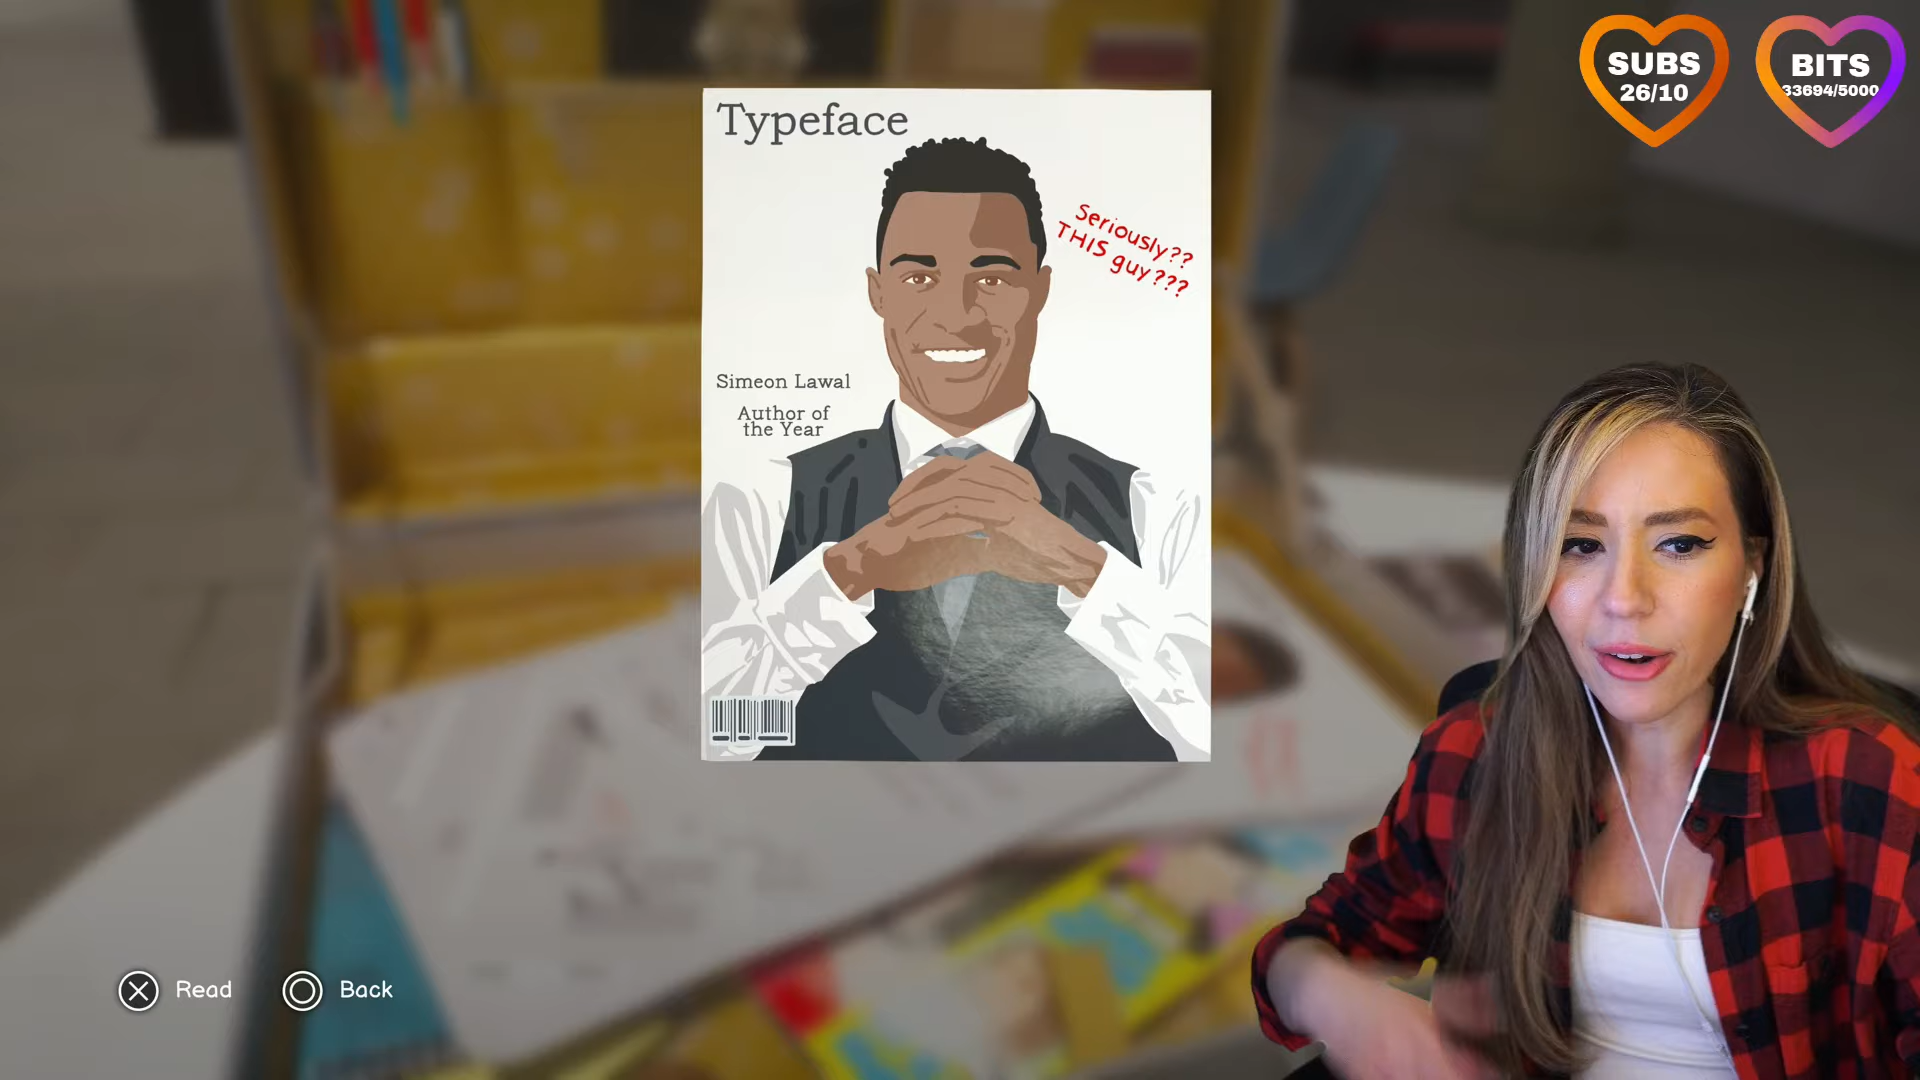 SUBS
26/10
BITS
33694/5000
Typeface
Seriously??
THIS guy???
Simeon Lawal
Author of
the Year
Read
Back